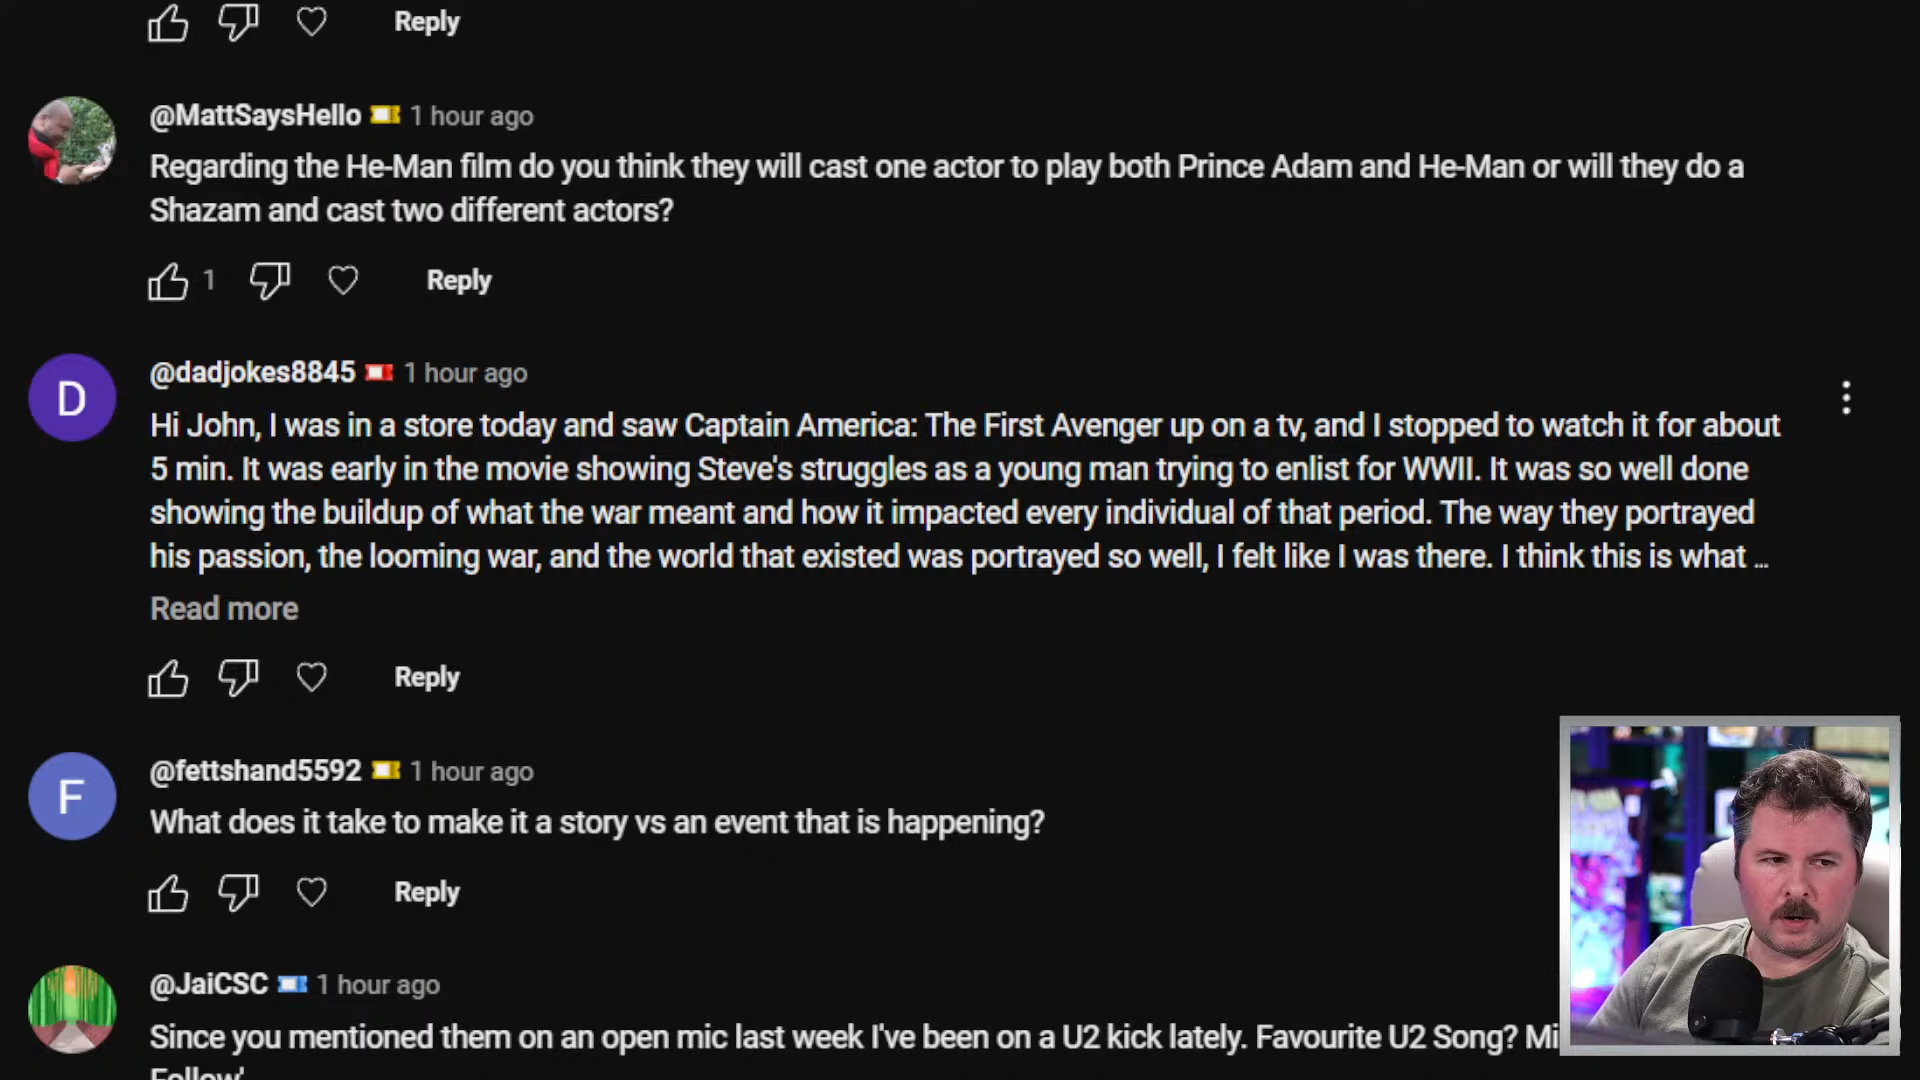 Reply
@MattSaysHello 1 hour ago
Regarding the He-Man film do you think they will cast one actor to play both Prince Adam and He-Man or will they do a
Shazam and cast two different actors?
1 Reply
D
@dadjokes8845 1 hour ago
Hi John, I was in a store today and saw Captain America: The First Avenger up on a tv, and I stopped to watch it for about
5 min. It was early in the movie showing Steve's struggles as a young man trying to enlist for WWII. It was so well done
showing the buildup of what the war meant and how it impacted every individual of that period. The way they portrayed
his passion, the looming war, and the world that existed was portrayed so well, I felt like I was there. I think this is what ...
Read more
Reply
F
@fettshand5592 1 hour ago
What does it take to make it a story vs an event that is happening?
Reply
@JaiCSC 1 hour ago
Since you mentioned them on an open mic last week I've been on a U2 kick lately. Favourite U2 Song? Mi
Follow'